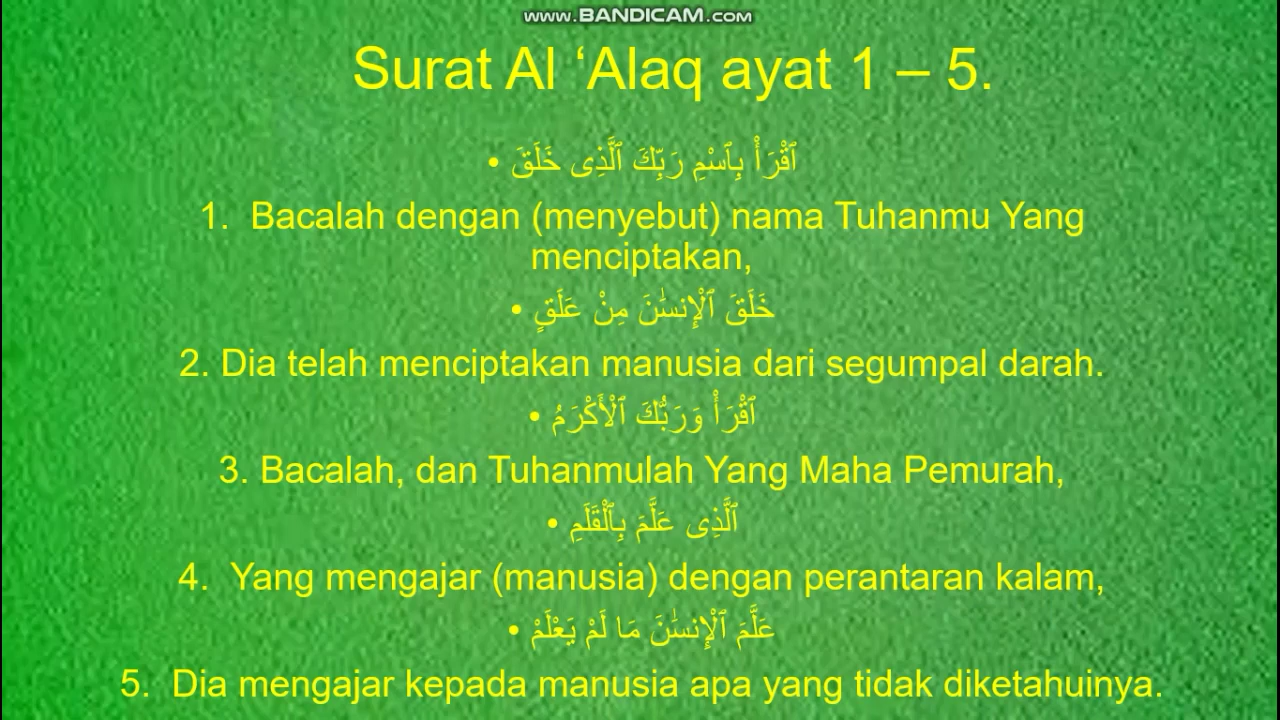 www.BANDICAM.com
Surat Al ‘Alaq ayat 1 – 5.
• ٱقْرَأْ بِٱسْمِ رَبِّكَ ٱلَّذِى خَلَقَ
1. Bacalah dengan (menyebut) nama Tuhanmu Yang
menciptakan,
• خَلَقَ ٱلْإِنسَٰنَ مِنْ عَلَقٍ
2. Dia telah menciptakan manusia dari segumpal darah.
• ٱقْرَأْ وَرَبُّكَ ٱلْأَكْرَمُ
3. Bacalah, dan Tuhanmulah Yang Maha Pemurah,
• ٱلَّذِى عَلَّمَ بِٱلْقَلَمِ
4. Yang mengajar (manusia) dengan perantaran kalam,
• عَلَّمَ ٱلْإِنسَٰنَ مَا لَمْ يَعْلَمْ
5. Dia mengajar kepada manusia apa yang tidak diketahuinya.